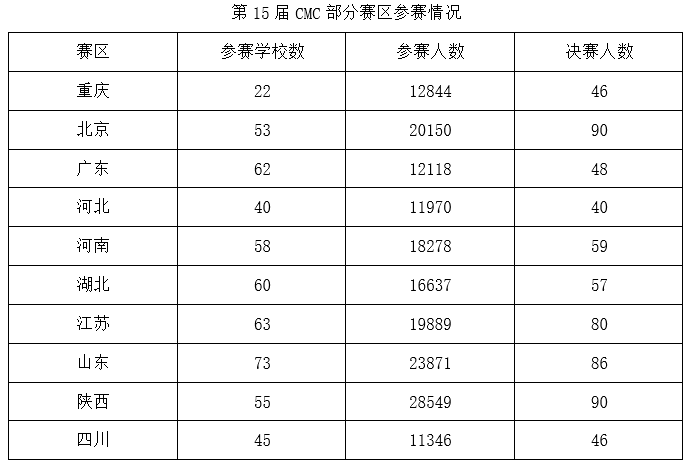 第 15 届 CMC 部分赛区参赛情况
赛区 参赛学校数 参赛人数 决赛人数
重庆 22 12844 46
北京 53 20150 90
广东 62 12118 48
河北 40 11970 40
河南 58 18278 59
湖北 60 16637 57
江苏 63 19889 80
山东 73 23871 86
陕西 55 28549 90
四川 45 11346 46